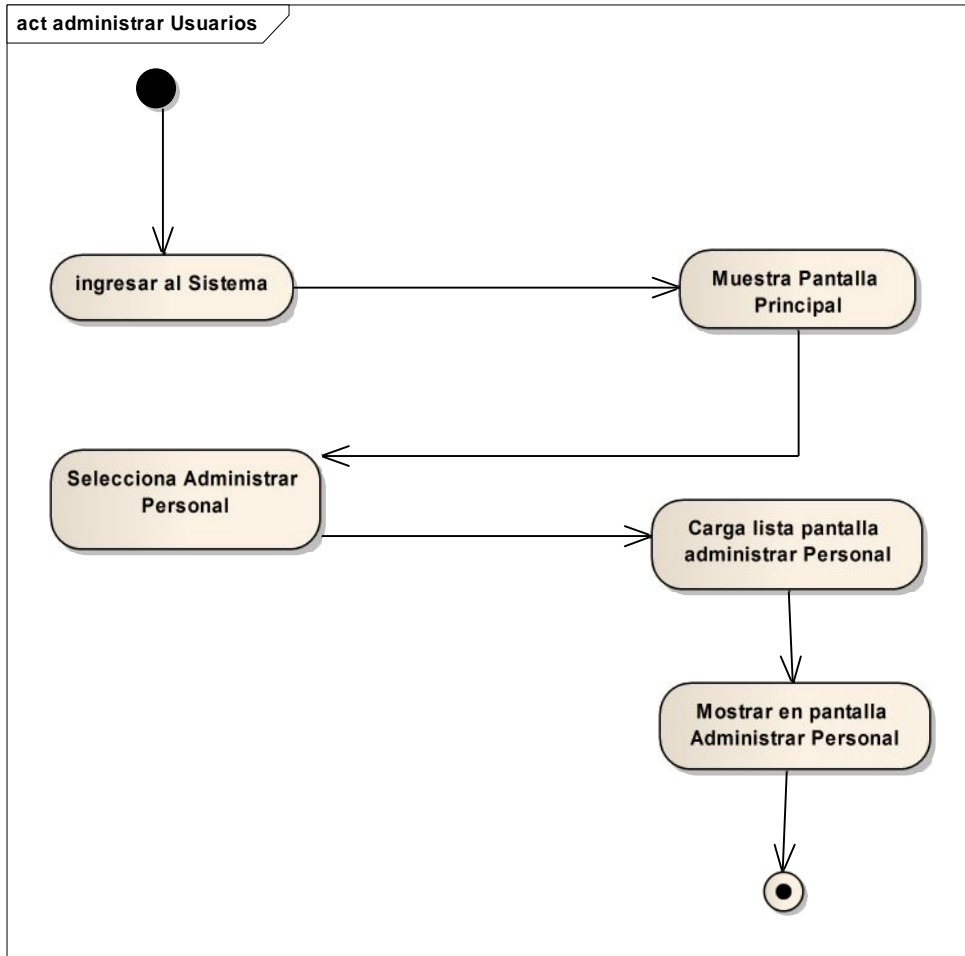 act administrar Usuarios
ingresar al Sistema
Muestra Pantalla
Principal
Selecciona Administrar
Personal
Carga lista pantalla
administrar Personal
Mostrar en pantalla
Administrar Personal